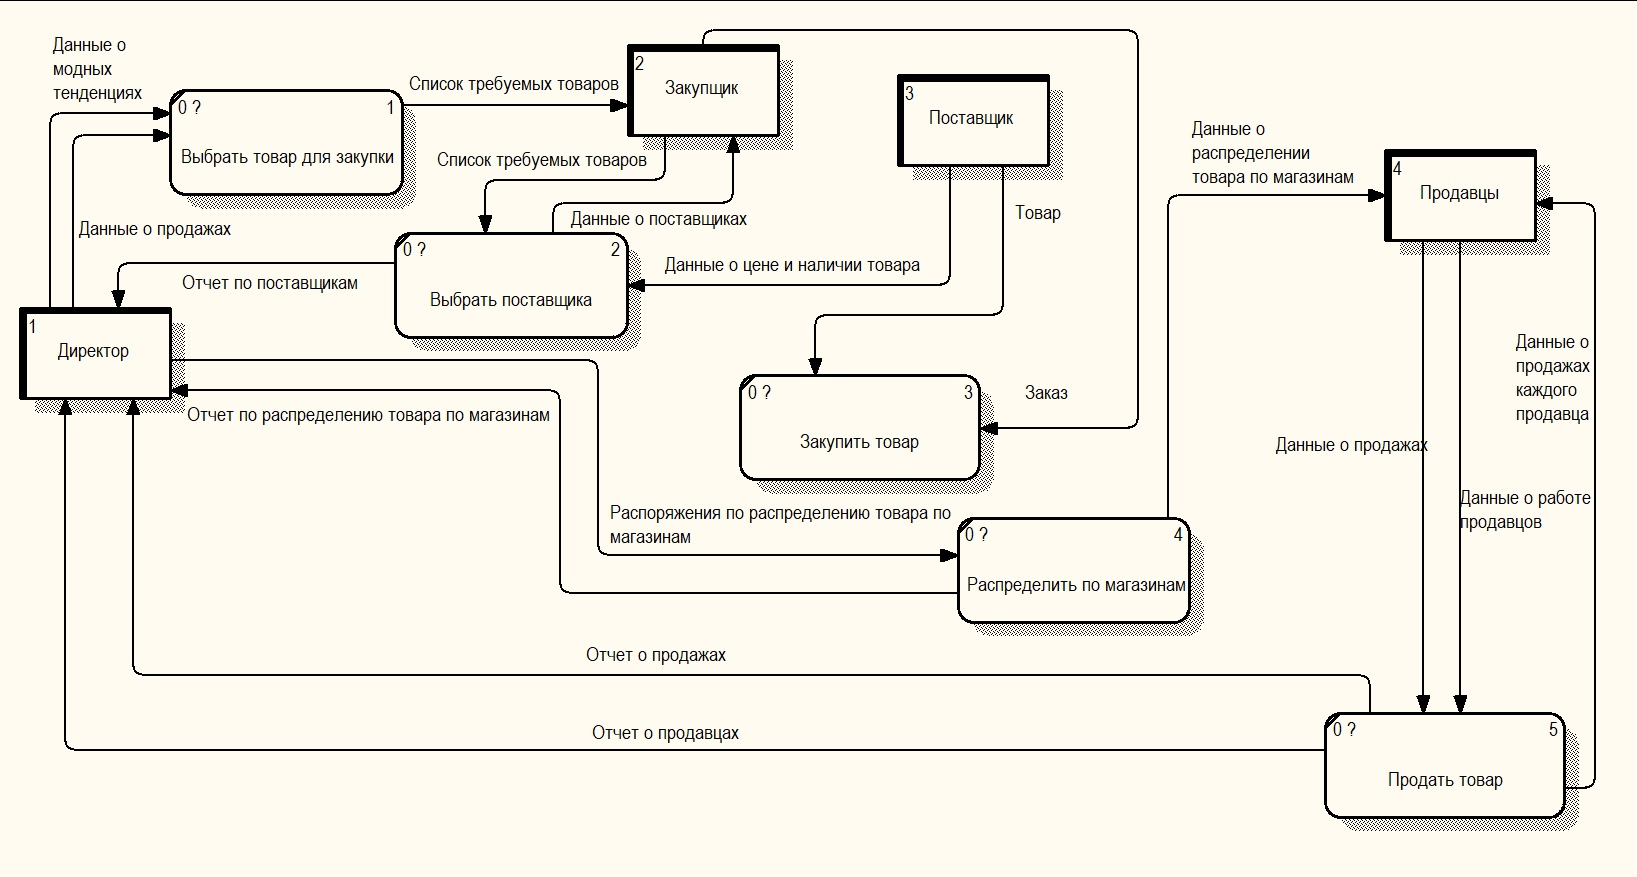 Данные о
модных
тенденциях
0 ?
1
Выбрать товар для закупки
Список требуемых товаров
2
Закупщик
3
Поставщик
Данные о
распределении
товара по магазинам
4
Продавцы
Список требуемых товаров
Данные о поставщиках
Товар
Данные о продажах
0 ?
2
Выбрать поставщика
Данные о цене и наличии товара
Отчет по поставщикам
1
Директор
Данные о
продажах
каждого
продавца
0 ?
3
Закупить товар
Заказ
Отчет по распределению товара по магазинам
Данные о продажах
Данные о работе
продавцов
Распоряжения по распределению товара по
магазинам
0 ?
4
Распределить по магазинам
Отчет о продажах
Отчет о продавцах
0 ?
5
Продать товар